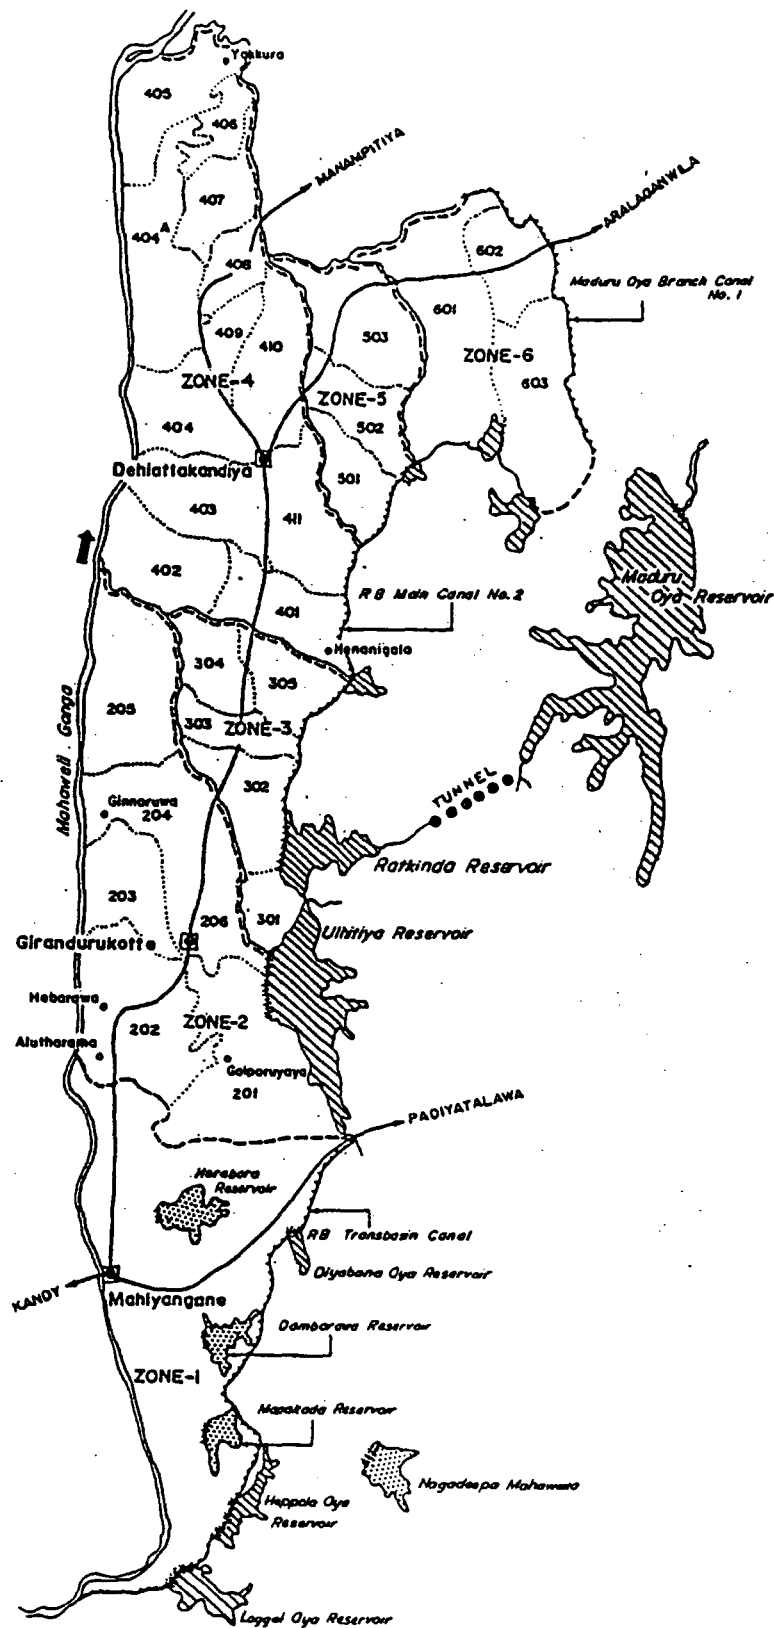 Yakkura
405
406
MANAMPITIYA
407
ARALAGANWILA
404A
602
408
Maduru Oya Branch Canal
No. 1
601
409
410
503
ZONE-6
ZONE-4
603
ZONE-5
404
502
Dehiattakandiya
501
403
411
402
Maduru
Oya Reservoir
RB Main Canal No. 2
401
Henanigala
304
305
205
303
ZONE-3
Mahaweli Ganga
302
TUNNEL
Ginnaruwa
204
Ratkinda Reservoir
203
206
301
Ulhitiya Reservoir
Girandurukotte
Hebarawa
202
ZONE-2
Alutharama
Galporuyaya
201
PADIYATALAWA
Horabora
Reservoir
RB Transbasin Canal
Diyabana Oya Reservoir
KANDY
Mahiyangane
Dambarawa Reservoir
ZONE-1
Mapakada Reservoir
Nagadeepa Mahawewa
Heppola Oya
Reservoir
Loggal Oya Reservoir